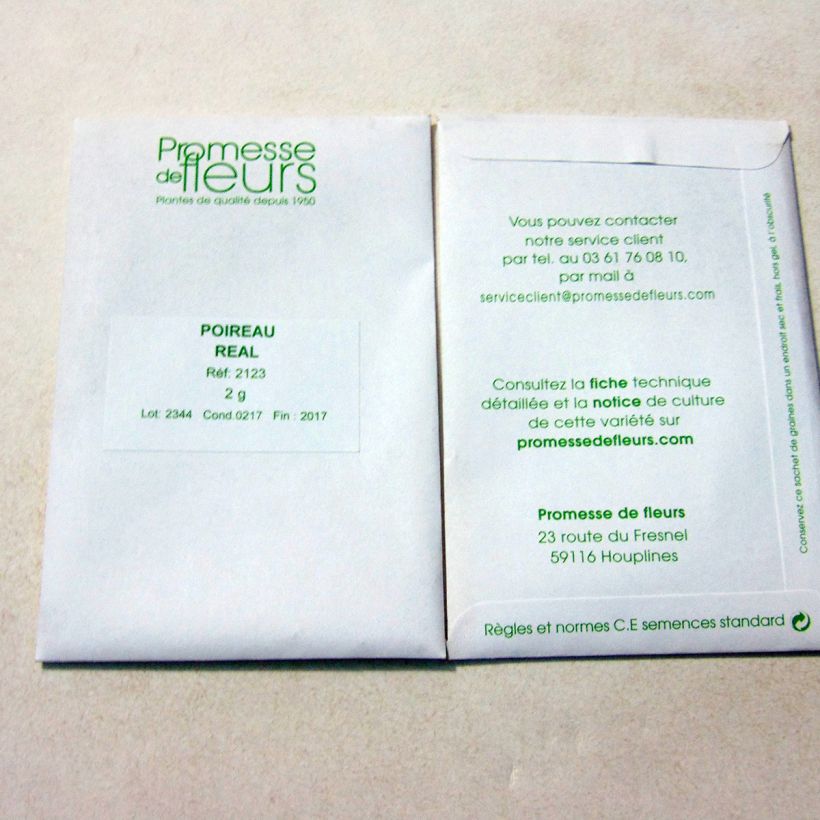 Promesse
de fleurs
Plantes de qualité depuis 1950
POIREAU
REAL
Réf: 2123
2 g
Lot: 2344 Cond.0217 Fin : 2017
Vous pouvez contacter
notre service client
par tel. au 03 61 76 08 10,
par mail à
serviceclient@promessedefleurs.com
Consultez la fiche technique
détaillée et la notice de culture
de cette variété sur
promessedefleurs.com
Promesse de fleurs
23 route du Fresnel
59116 Houplines
Règles et normes C.E semences standard
Conservez ce sachet de graines dans un endroit sec et frais, hors gel, à l'obscurité